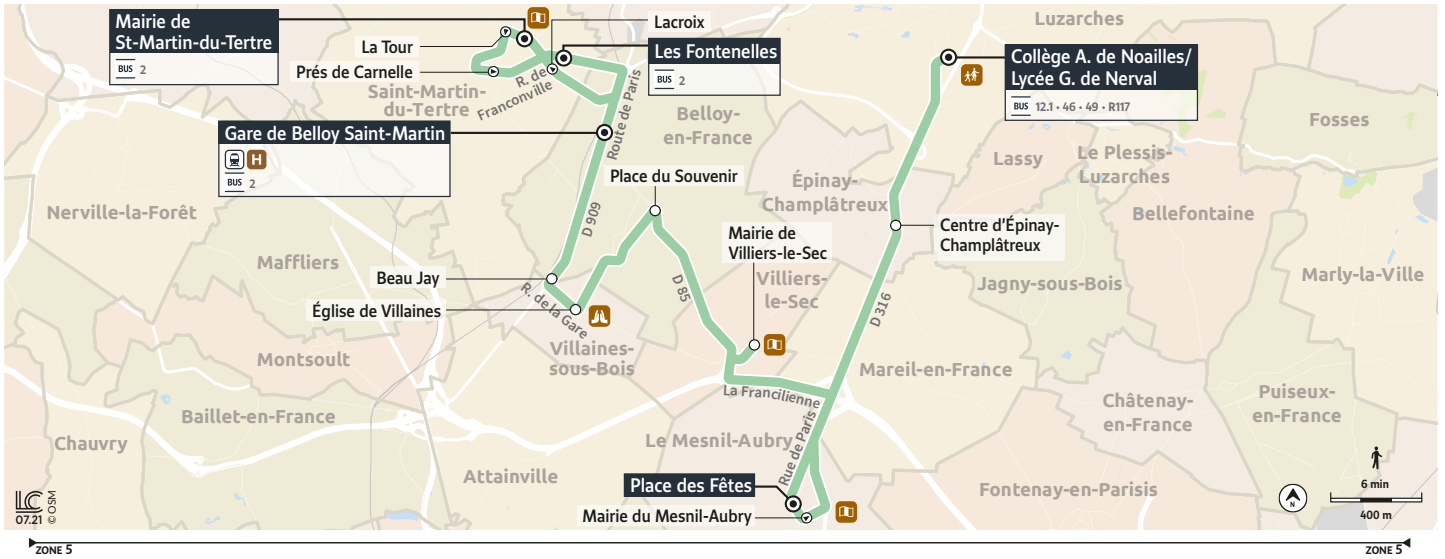 Mairie de
St-Martin-du-Tertre
BUS 2
La Tour
Prés de Carnelle
Lacroix
Les Fontenelles
BUS 2
Collège A. de Noailles/
Lycée G. de Nerval
BUS 12.1 • 46 • 49 • R117
Luzarches
Saint-Martin-
du-Tertre
R. de
Franconville
Route de Paris
Belloy-
en-France
Fosses
Gare de Belloy Saint-Martin
H
BUS 2
Lassy
Le Plessis-
Luzarches
Place du Souvenir
Épinay-
Champlâtreux
Nerville-la-Forêt
Bellefontaine
D 909
Mairie de
Villiers-le-Sec
Centre d'Épinay-
Champlâtreux
Maffliers
Beau Jay
Villiers-
le-Sec
D 85
Jagny-sous-Bois
Marly-la-Ville
Église de Villaines
R. de la Gare
D 316
Montsoult
Villaines-
sous-Bois
Mareil-en-France
La Francilienne
Baillet-en-France
Châtenay-
en-France
Puiseux-
en-France
Chauvry
Le Mesnil-Aubry
Rue de Paris
Attainville
Place des Fêtes
Mairie du Mesnil-Aubry
Fontenay-en-Parisis
N
6 min
400 m
LC
07.21
© OSM
ZONE 5
ZONE 5